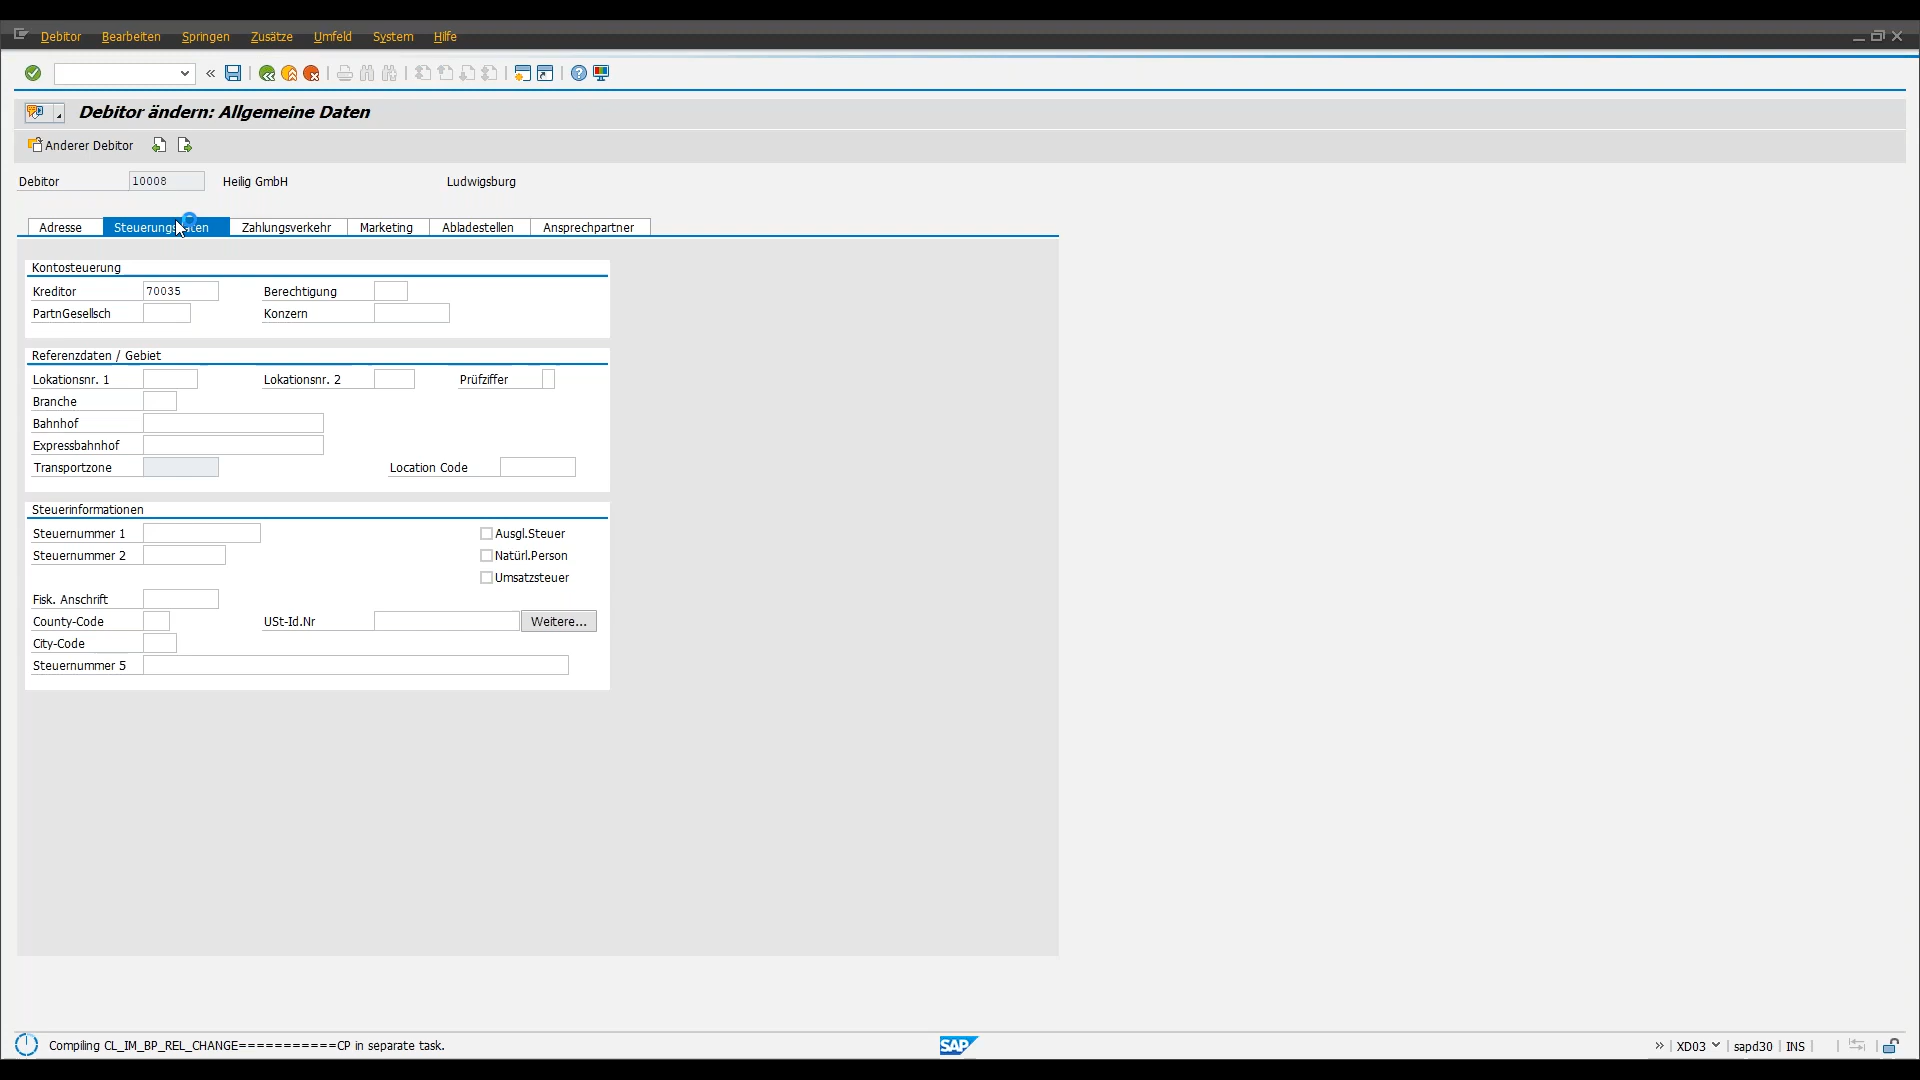 Debitor Bearbeiten Springen Zusätze Umfeld System Hilfe
Debitor ändern: Allgemeine Daten
Anderer Debitor
Debitor 10008 Heilig GmbH Ludwigsburg
Adresse Zahlungsverkehr Marketing Abladestellen Ansprechpartner
Kontosteuerung
Kreditor 70035 Berechtigung
PartnGesellsch Konzern
Referenzdaten / Gebiet
Lokationsnr. 1 Lokationsnr. 2 Prüfziffer
Branche
Bahnhof
Expressbahnhof
Transportzone Location Code
Steuerinformationen
Steuernummer 1 Ausgl.Steuer
Steuernummer 2 Natürl.Person
Umsatzsteuer
Fisk. Anschrift
County-Code USt-Id.Nr Weitere...
City-Code
Steuernummer 5
Compiling CL_IM_BP_REL_CHANGE===========CP in separate task. SAP XD03 sapd30 INS